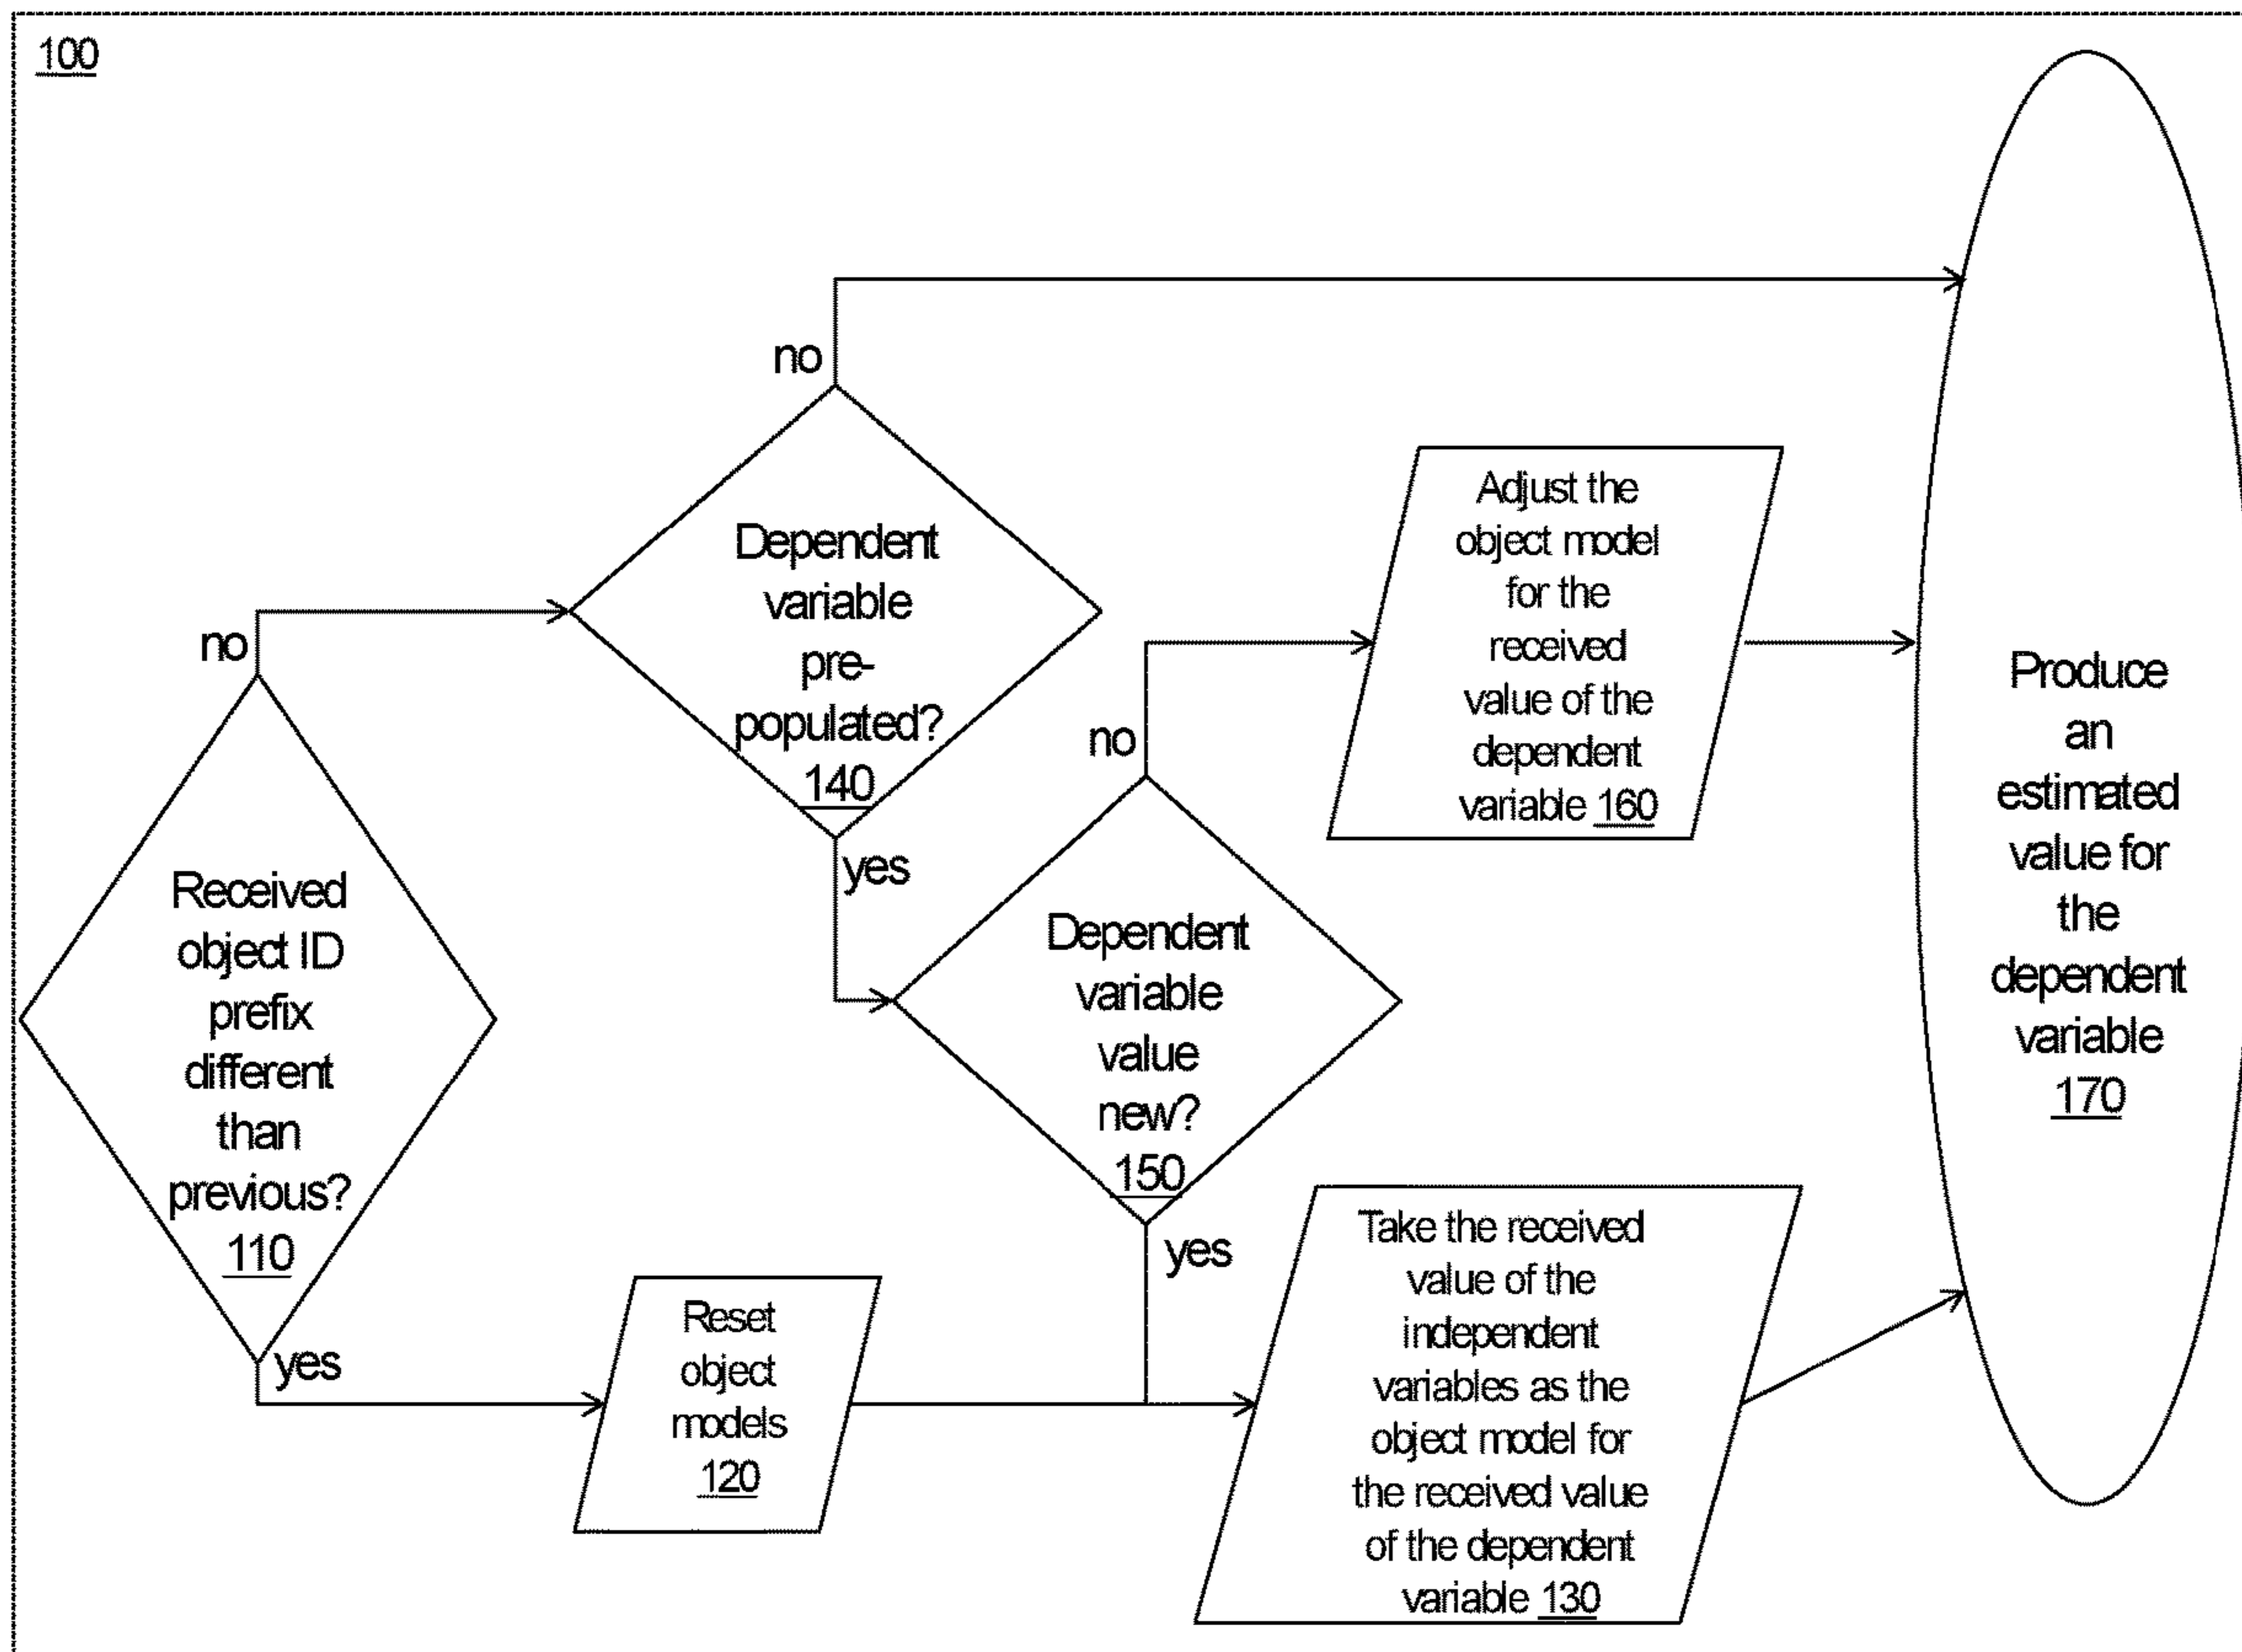 100
no
Dependent
variable
pre-
populated?
140
yes
no
Received
object ID
prefix
different
than
previous?
110
yes
Reset
object
models
120
no
Dependent
variable
value
new?
150
yes
Adjust the
object model
for the
received
value of the
dependent
variable 160
Take the received
value of the
independent
variables as the
object model for
the received value
of the dependent
variable 130
Produce
an
estimated
value for
the
dependent
variable
170